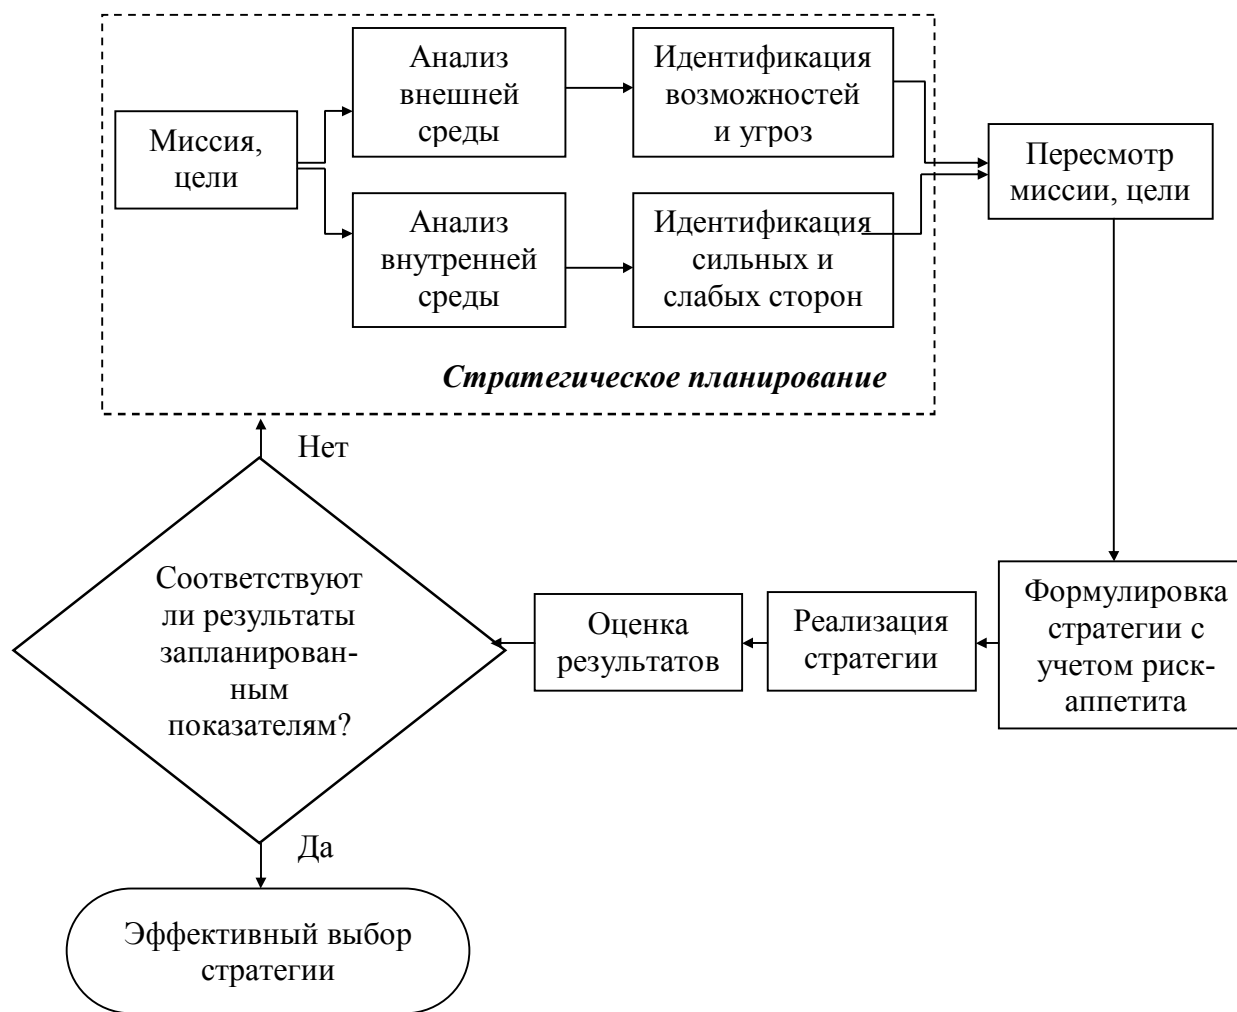 Миссия,
цели
Анализ
внешней
среды
Идентификация
возможностей
и угроз
Анализ
внутренней
среды
Идентификация
сильных и
слабых сторон
Стратегическое планирование
Пересмотр
миссии, цели
Формулировка
стратегии с
учетом риск-
аппетита
Реализация
стратегии
Оценка
результатов
Соответствуют
ли результаты
запланирован-
ным
показателям?
Нет
Да
Эффективный выбор
стратегии